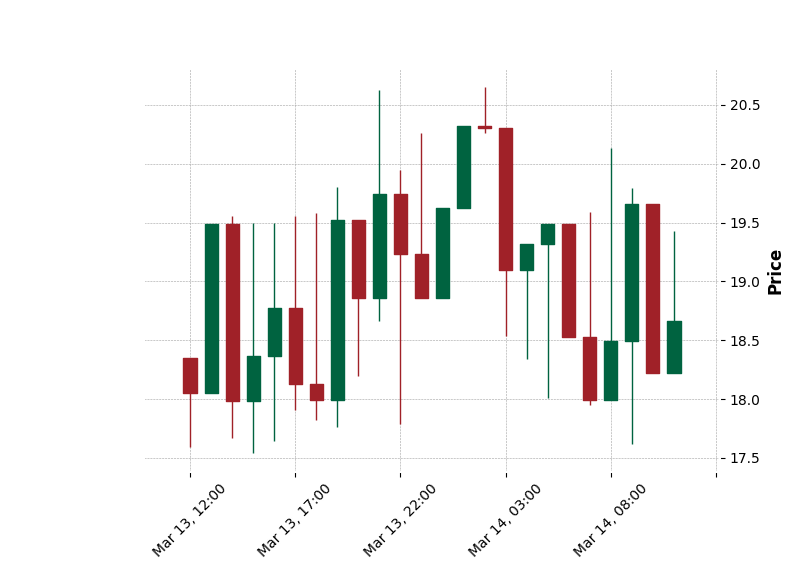 20.5
20.0
19.5
19.0
18.5
18.0
17.5
Price
Mar 13, 12:00
Mar 13, 17:00
Mar 13, 22:00
Mar 14, 03:00
Mar 14, 08:00